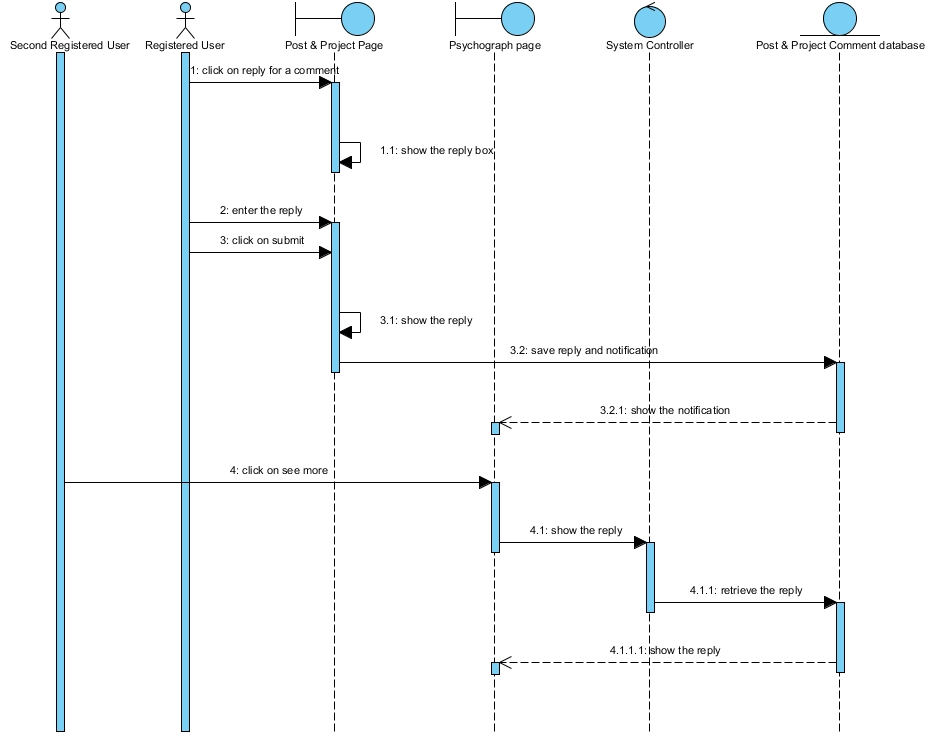 Second Registered User
Registered User
Post & Project Page
Psychograph page
System Controller
Post & Project Comment database
1: click on reply for a comment
1.1: show the reply box
2: enter the reply
3: click on submit
3.1: show the reply
3.2: save reply and notification
3.2.1: show the notification
4: click on see more
4.1: show the reply
4.1.1: retrieve the reply
4.1.1.1: show the reply